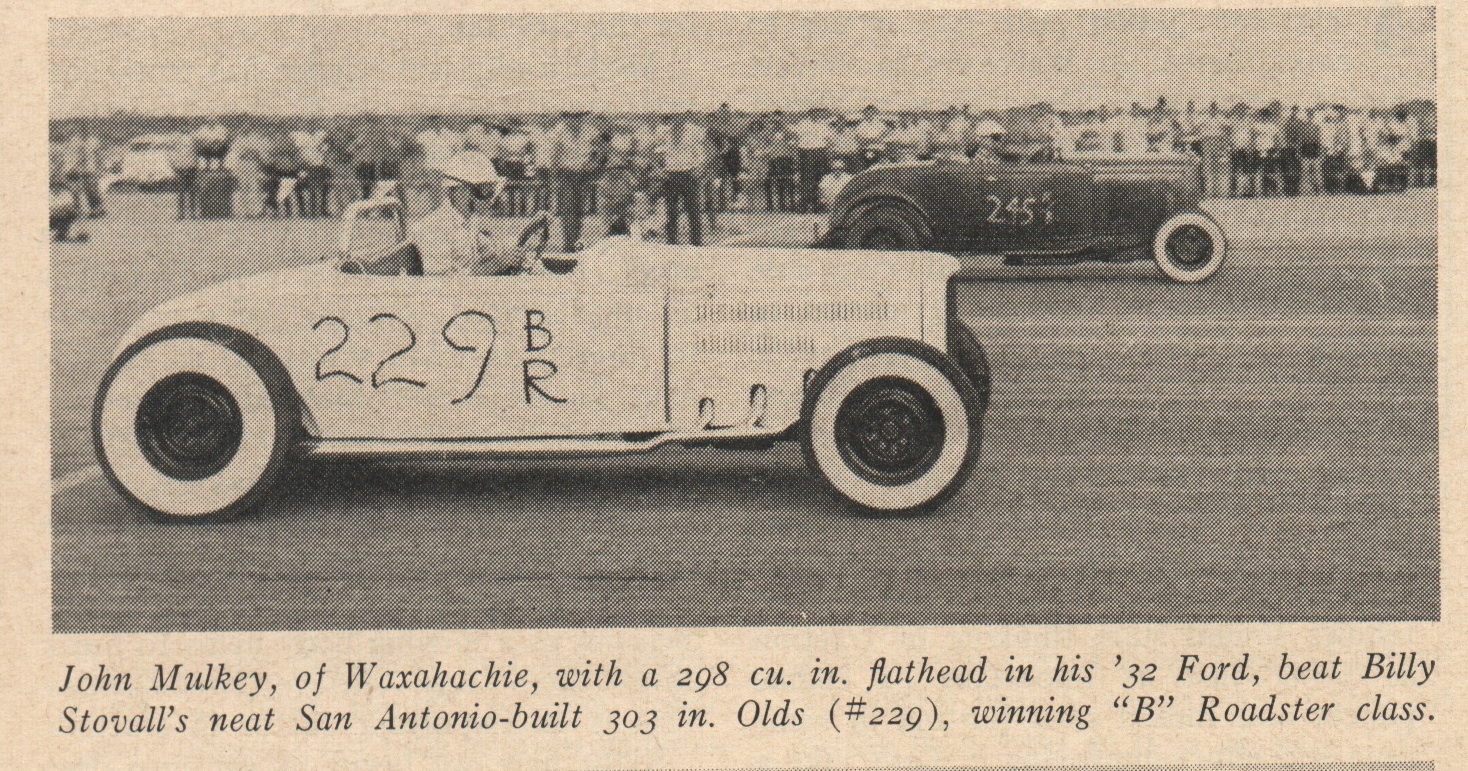 245
229 B
R
John Mulkey, of Waxahachie, with a 298 cu. in. flathead in his ’32 Ford, beat Billy
Stovall’s neat San Antonio-built 303 in. Olds (#229), winning “B” Roadster class.